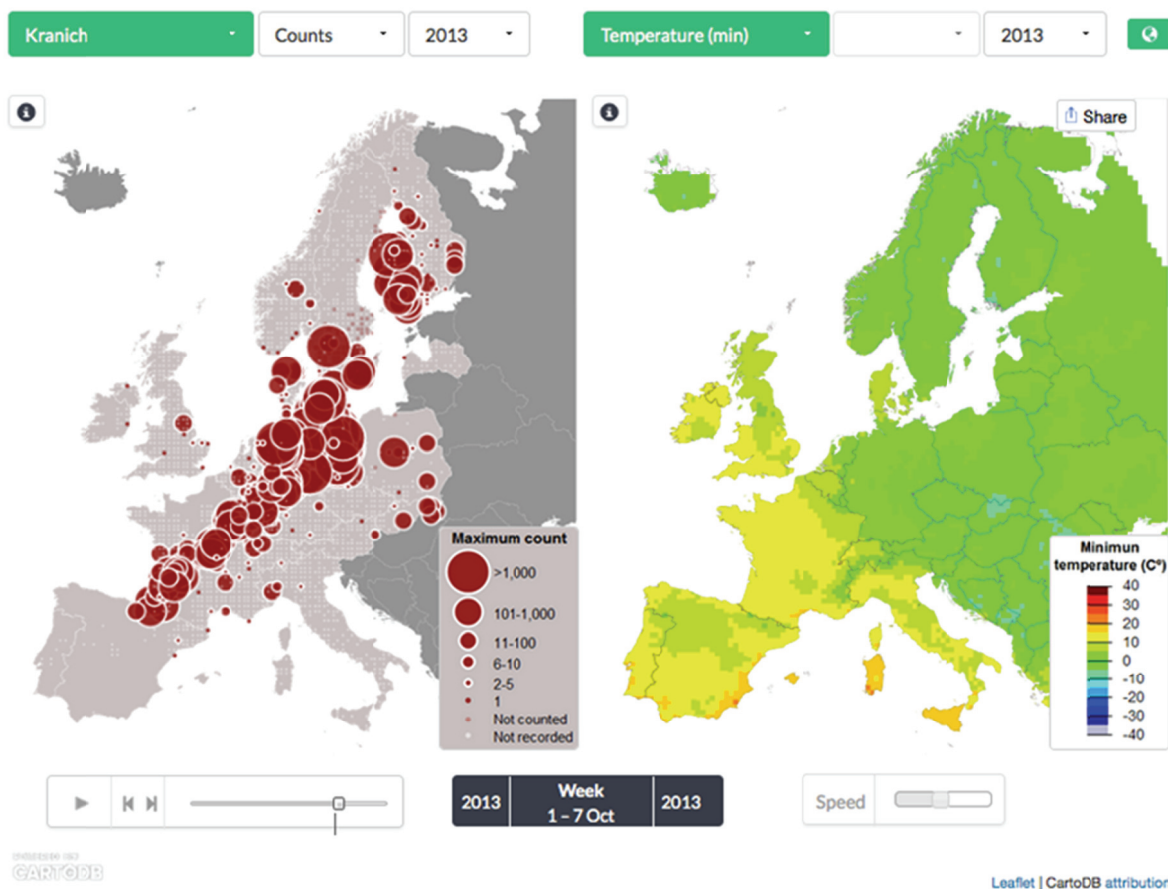 Kranich
Counts
2013
Temperature (min)
2013
Share
Maximum count
>1,000
101-1,000
11-100
6-10
2-5
1
Not counted
Not recorded
Minimun
temperature (Cº)
40
30
20
10
0
-10
-20
-30
-40
2013
Week
1 – 7 Oct
2013
Speed
CARTODB
Leaflet | CartoDB attribution